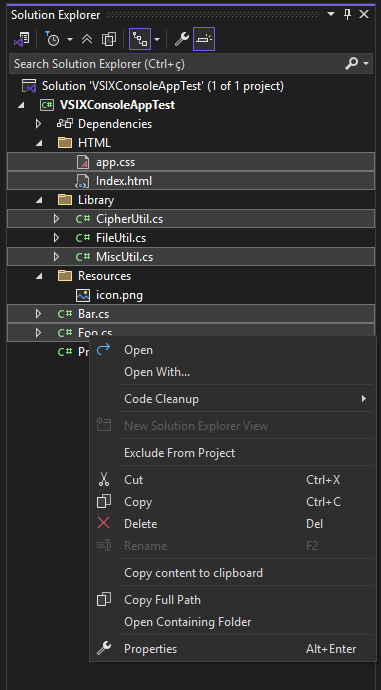 Solution Explorer
Search Solution Explorer (Ctrl+ç)
Solution 'VSIXConsoleAppTest' (1 of 1 project)
C# VSIXConsoleAppTest
Dependencies
HTML
app.css
Index.html
Library
C# CipherUtil.cs
C# FileUtil.cs
C# MiscUtil.cs
Resources
icon.png
C# Bar.cs
C# Foo.cs
C# Pr
Open
Open With...
Code Cleanup
New Solution Explorer View
Exclude From Project
Cut Ctrl+X
Copy Ctrl+C
Delete Del
Rename F2
Copy content to clipboard
Copy Full Path
Open Containing Folder
Properties Alt+Enter